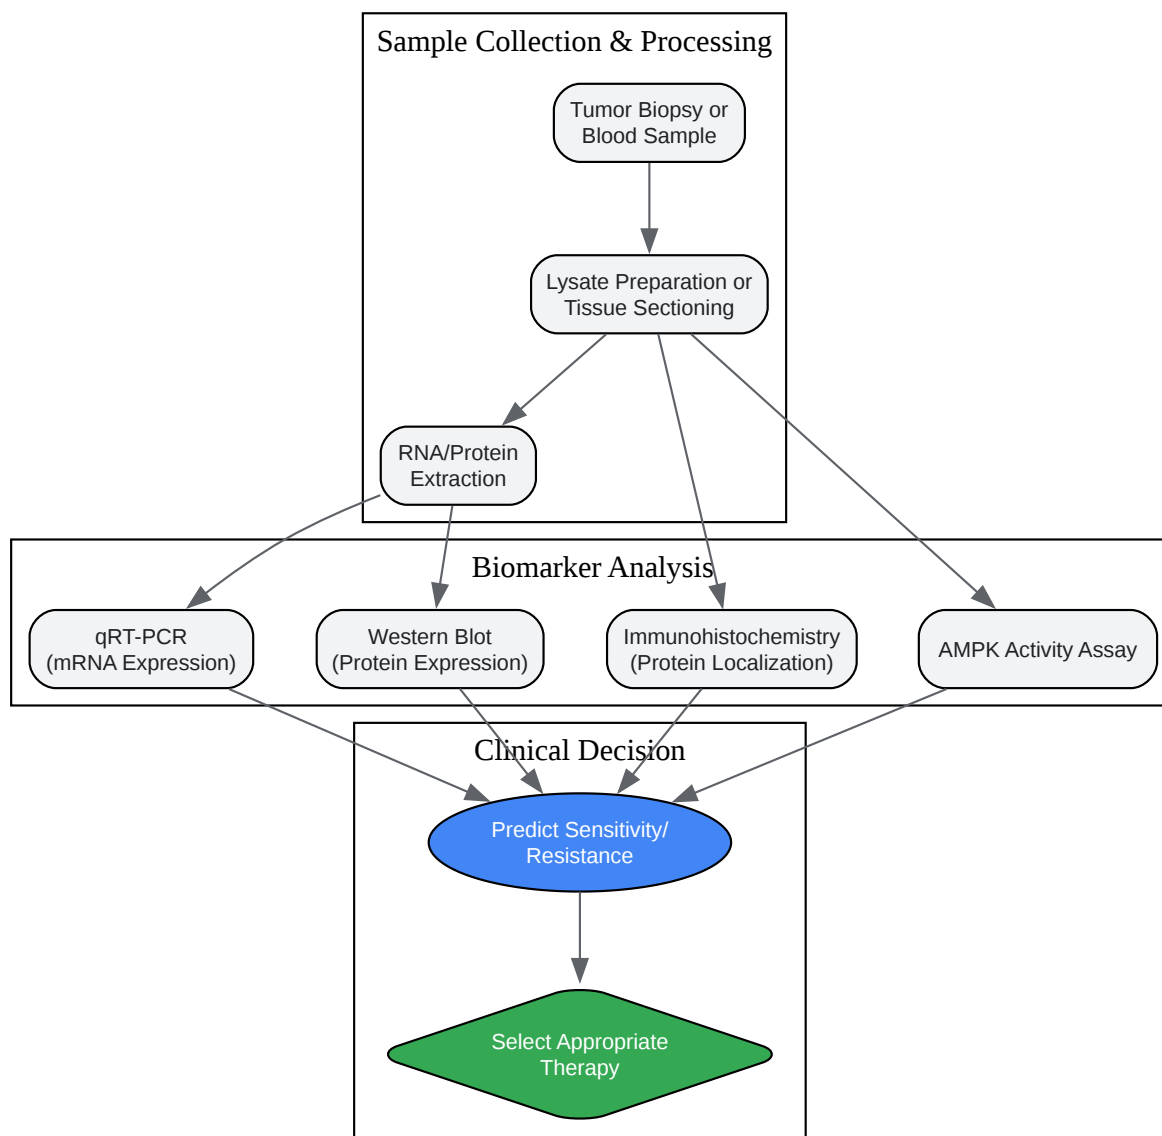 Sample Collection & Processing
Tumor Biopsy or
Blood Sample
Lysate Preparation or
Tissue Sectioning
RNA/Protein
Extraction
Biomarker Analysis
qRT-PCR
(mRNA Expression)
Western Blot
(Protein Expression)
Immunohistochemistry
(Protein Localization)
AMPK Activity Assay
Clinical Decision
Predict Sensitivity/
Resistance
Select Appropriate
Therapy